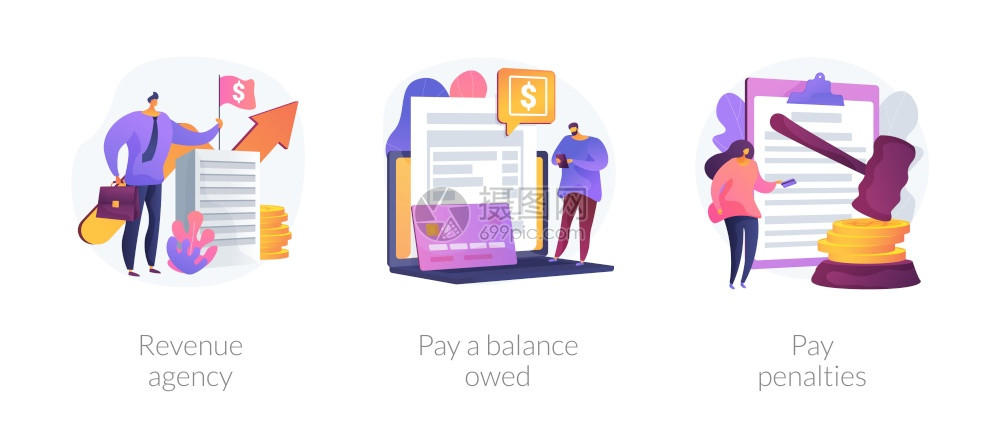 $
$
摄图网
699pic.com
Revenue
agency
Pay a balance
owed
Pay
penalties